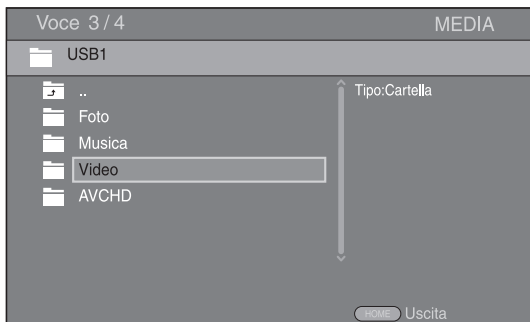 Voce 3/4 MEDIA
USB1
.. Tipo:Cartella
Foto
Musica
Video
AVCHD
HOME Uscita